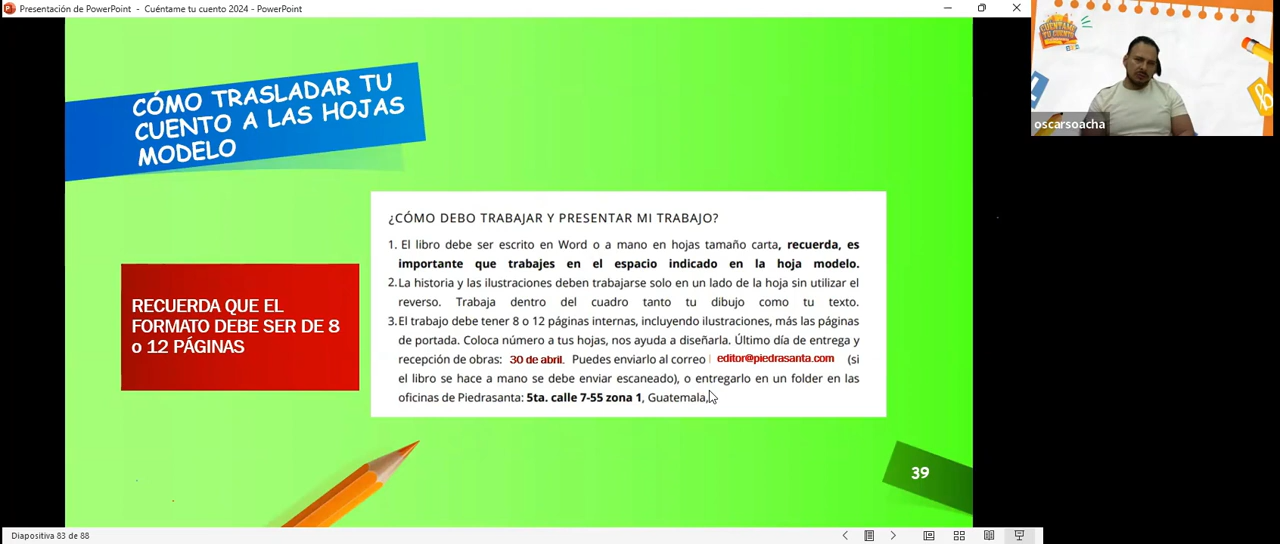 Presentación de PowerPoint - Cuéntame tu cuento 2024 - PowerPoint
CUÉNTAME
TU CUENTO
oscarsoacha
CÓMO TRASLADAR TU
CUENTO A LAS HOJAS
MODELO
¿CÓMO DEBO TRABAJAR Y PRESENTAR MI TRABAJO?
1. El libro debe ser escrito en Word o a mano en hojas tamaño carta, recuerda, es
importante que trabajes en el espacio indicado en la hoja modelo.
2. La historia y las ilustraciones deben trabajarse solo en un lado de la hoja sin utilizar el
reverso. Trabaja dentro del cuadro tanto tu dibujo como tu texto.
3. El trabajo debe tener 8 o 12 páginas internas, incluyendo ilustraciones, más las páginas
de portada. Coloca número a tus hojas, nos ayuda a diseñarla. Último día de entrega y
recepción de obras: 30 de abril. Puedes enviarlo al correo editor@piedrasanta.com (si
el libro se hace a mano se debe enviar escaneado), o entregarlo en un folder en las
oficinas de Piedrasanta: 5ta. calle 7-55 zona 1, Guatemala,
RECUERDA QUE EL
FORMATO DEBE SER DE 8
o 12 PÁGINAS
39
Diapositiva 83 de 88